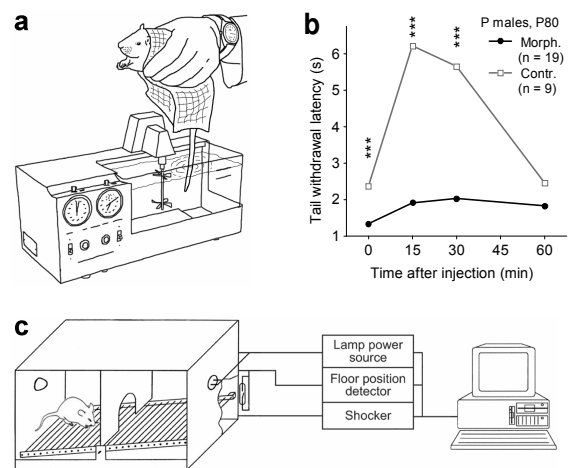 a
b
P males, P80
Morph.
(n = 19)
Contr.
(n = 9)
***
***
***
***
Tail withdrawal latency (s)
6
5
4
3
2
1
0
15
30
45
60
Time after injection (min)
c
Lamp power
source
Floor position
detector
Shocker